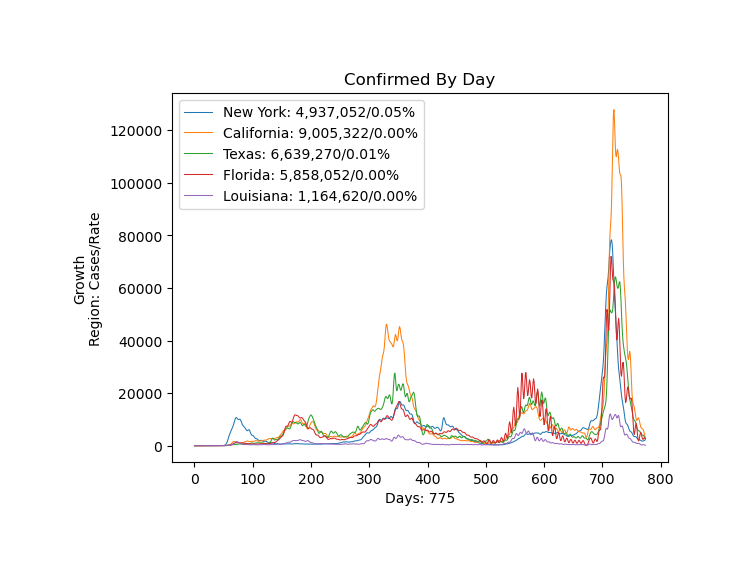 Confirmed By Day
New York: 4,937,052/0.05%
California: 9,005,322/0.00%
Texas: 6,639,270/0.01%
Florida: 5,858,052/0.00%
Louisiana: 1,164,620/0.00%
Growth
Region: Cases/Rate
120000
100000
80000
60000
40000
20000
0
0 100 200 300 400 500 600 700 800
Days: 775